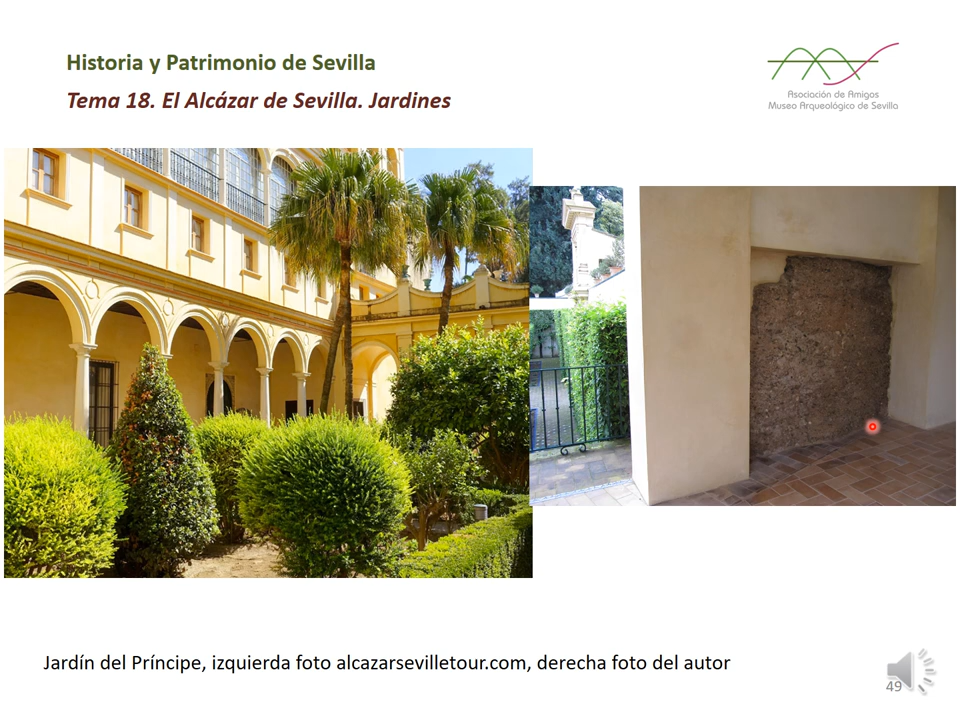 Historia y Patrimonio de Sevilla
Tema 18. El Alcázar de Sevilla. Jardines
Asociación de Amigos
Museo Arqueológico de Sevilla
Jardín del Príncipe, izquierda foto alcazarsevilletour.com, derecha foto del autor
49